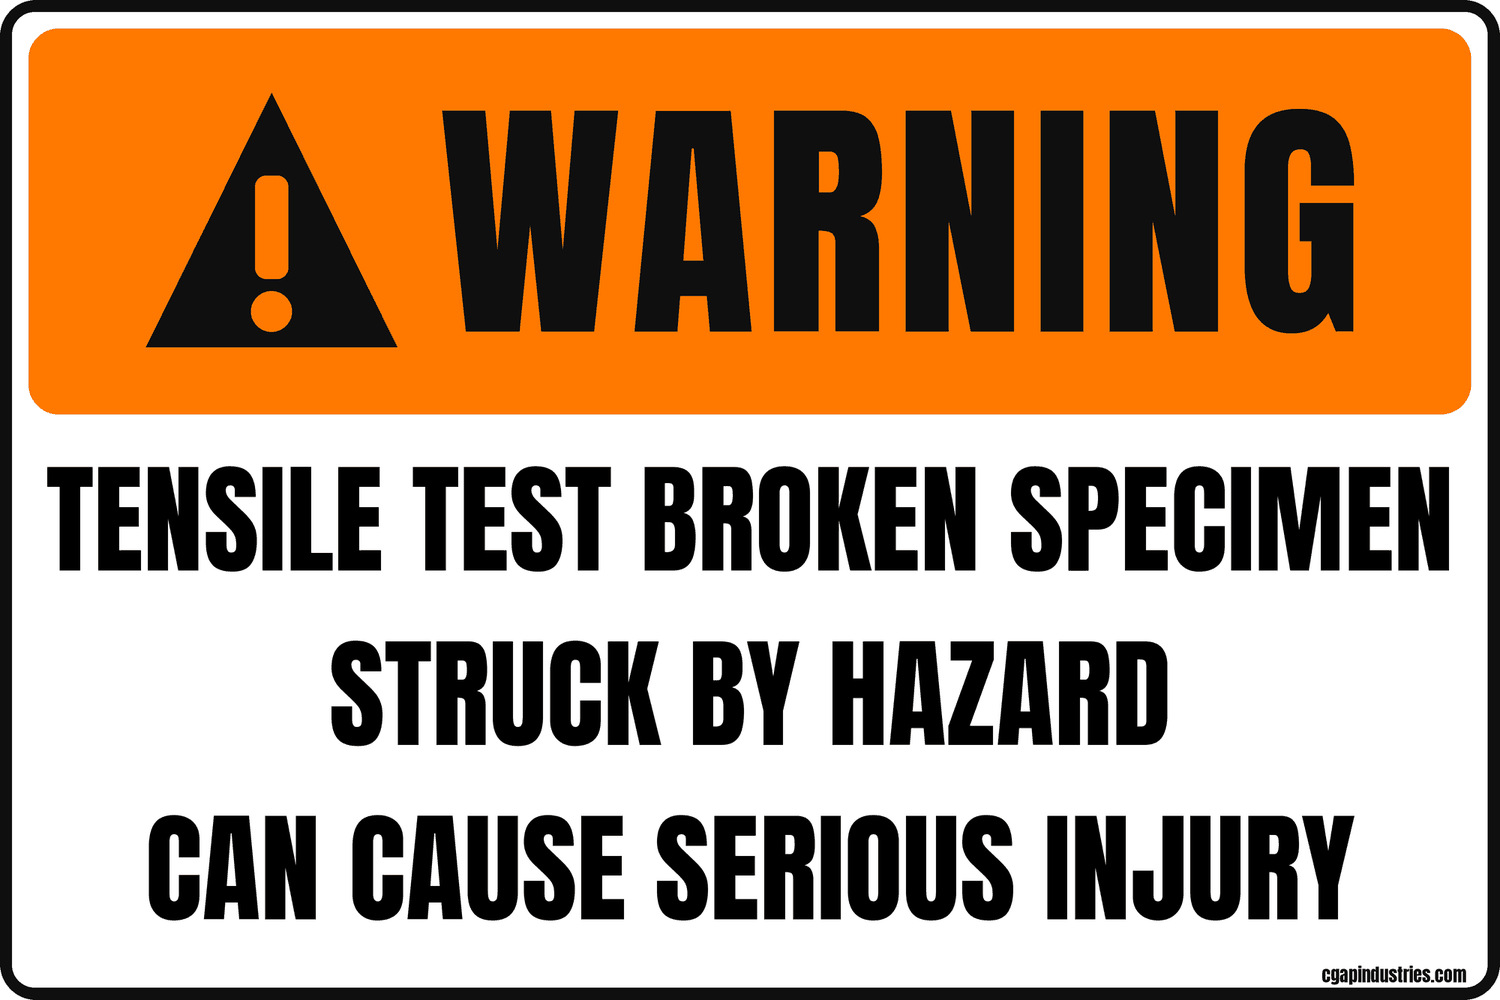 WARNING
TENSILE TEST BROKEN SPECIMEN
STRUCK BY HAZARD
CAN CAUSE SERIOUS INJURY
cgapindustries.com